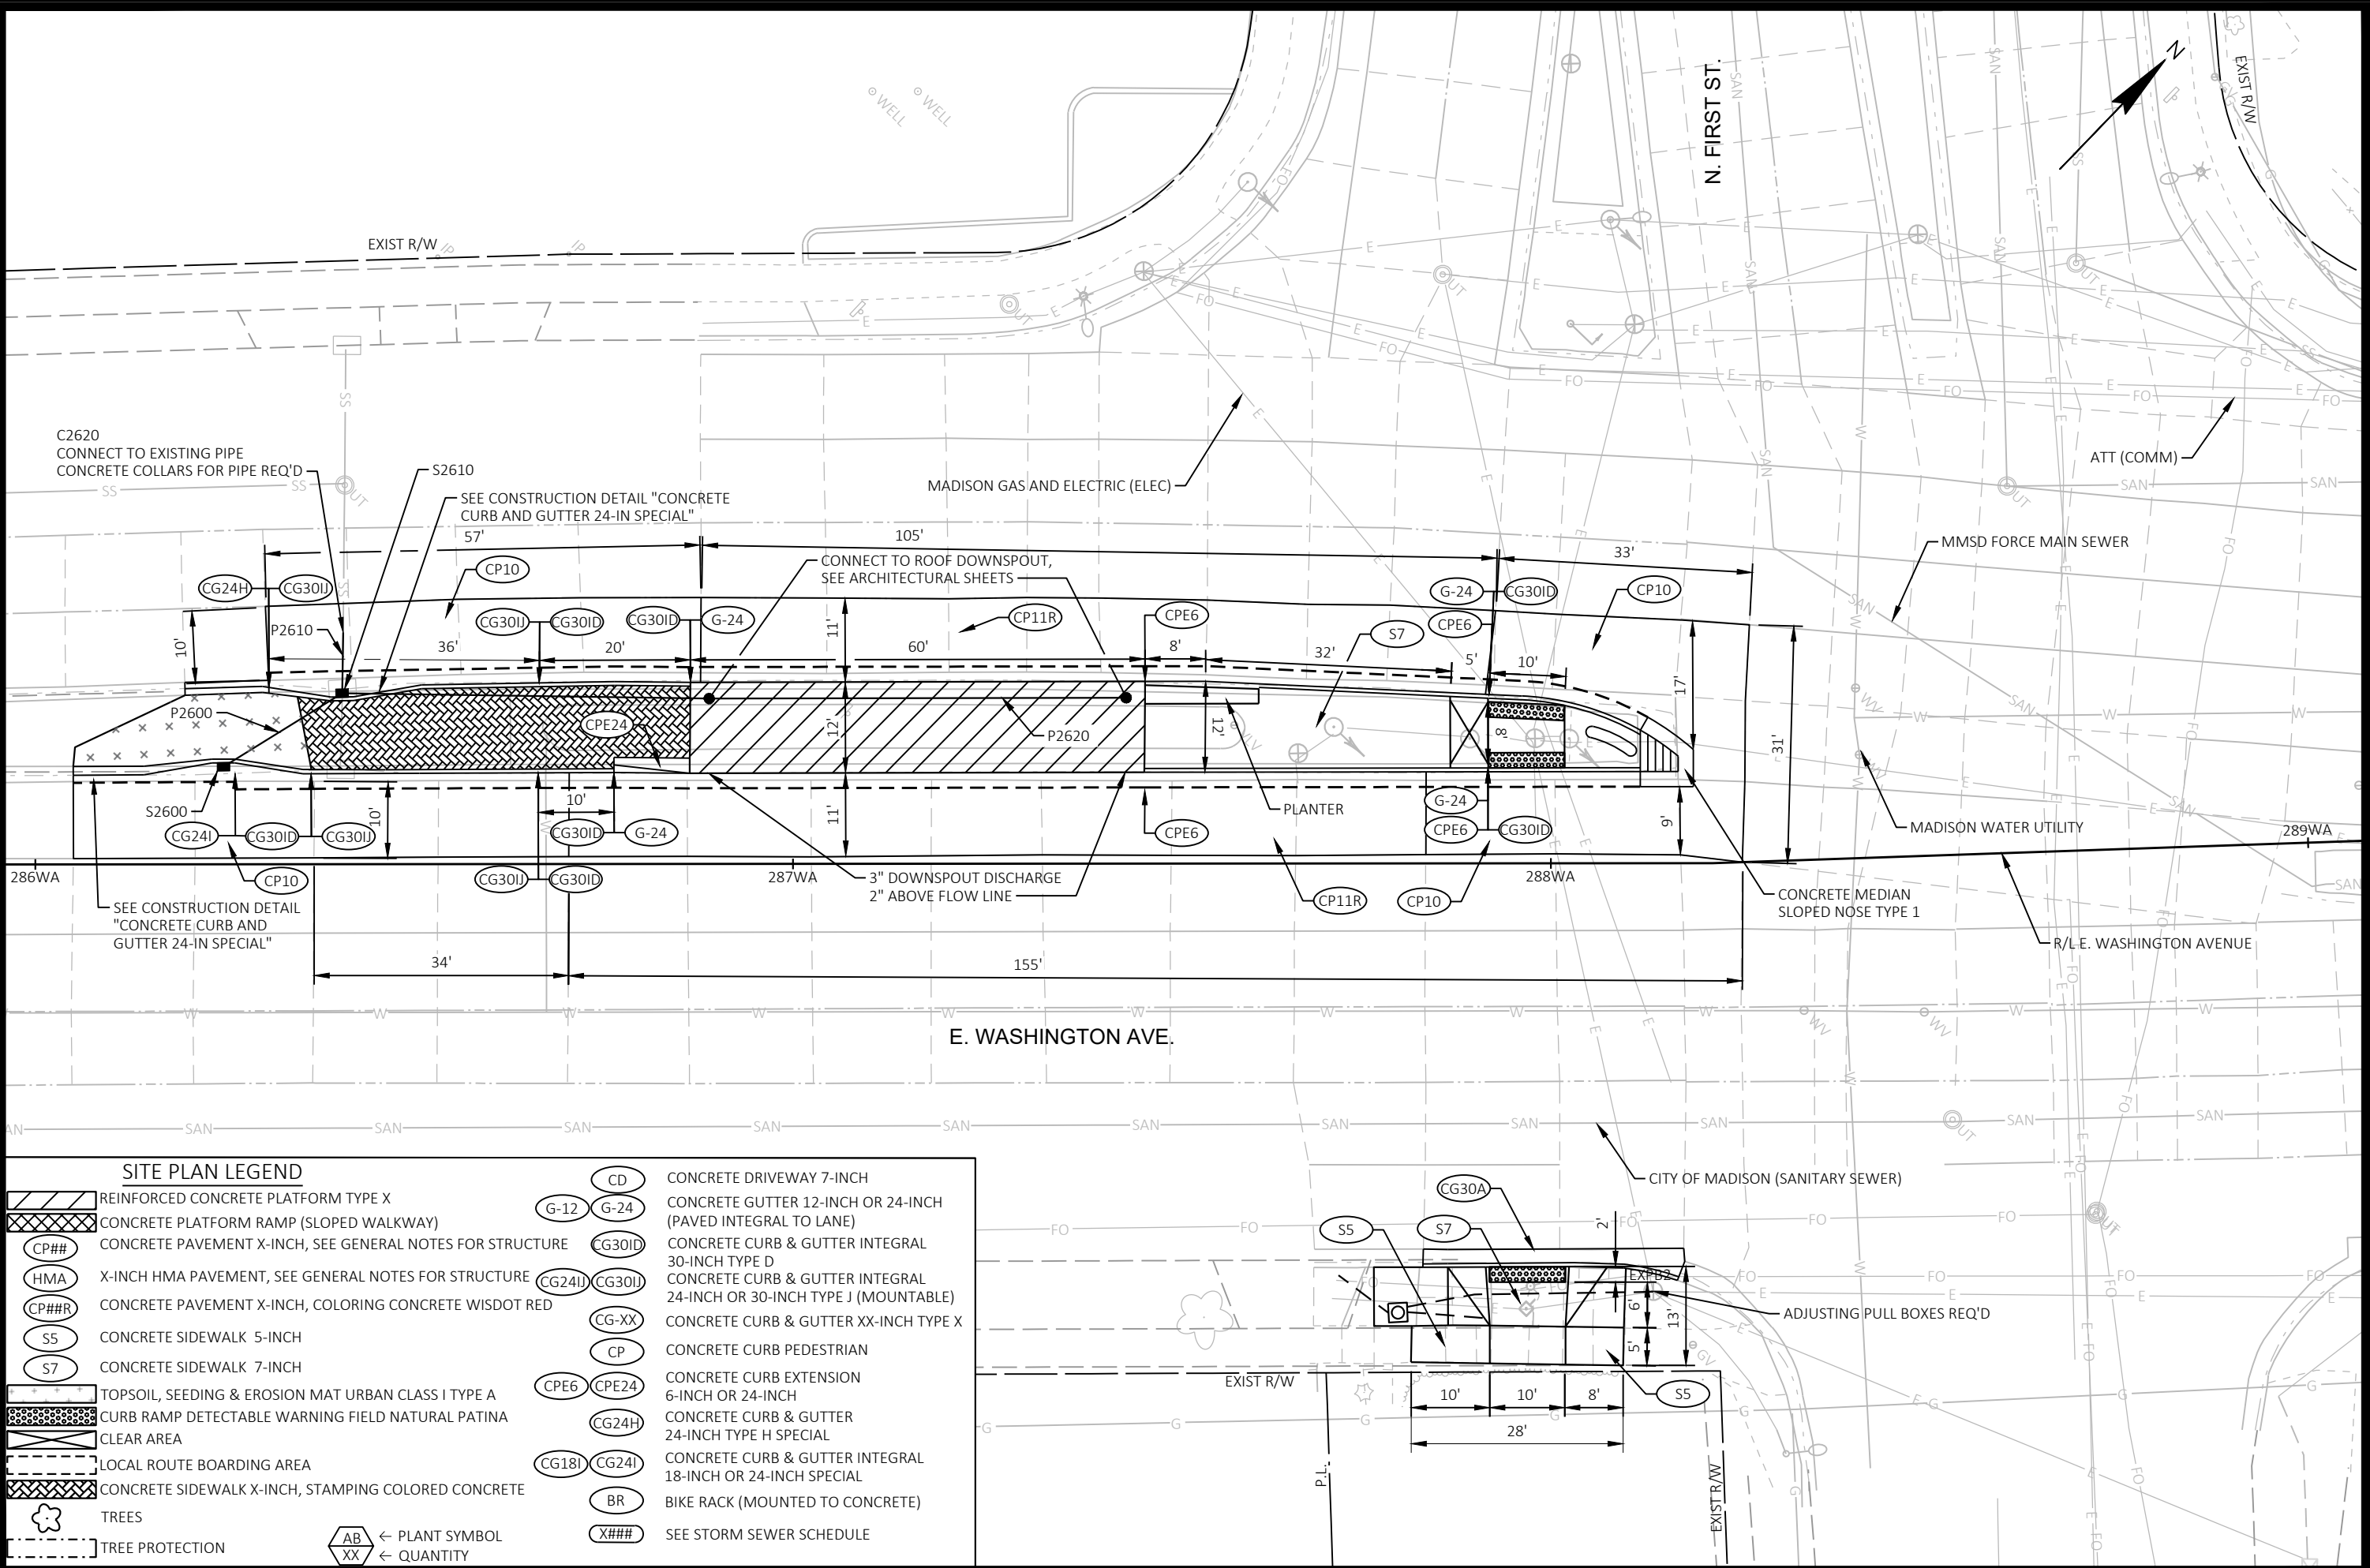 N. FIRST ST.
N
EXIST R/W
WELL
WELL
EXIST R/W
IP
IP
C2620
CONNECT TO EXISTING PIPE
CONCRETE COLLARS FOR PIPE REQ'D
S2610
SEE CONSTRUCTION DETAIL "CONCRETE
CURB AND GUTTER 24-IN SPECIAL"
MADISON GAS AND ELECTRIC (ELEC)
ATT (COMM)
MMSD FORCE MAIN SEWER
57'
105'
33'
CONNECT TO ROOF DOWNSPOUT,
SEE ARCHITECTURAL SHEETS
CG24H
CG30IJ
CP10
G-24
CG30ID
CP10
P2610
CG30IJ
CG30ID
CG30ID
G-24
CP11R
CPE6
CPE6
S7
10'
36'
20'
60'
11'
8'
32'
5'
10'
17'
31'
P2600
CPE24
12'
P2620
12'
8'
S2600
10'
10'
11'
9'
PLANTER
G-24
CG24I
CG30ID
CG30IJ
CG30ID
G-24
CPE6
CPE6
CG30ID
MADISON WATER UTILITY
289WA
286WA
CP10
CG30IJ
CG30ID
287WA
3" DOWNSPOUT DISCHARGE
2" ABOVE FLOW LINE
CP11R
CP10
288WA
CONCRETE MEDIAN
SLOPED NOSE TYPE 1
SEE CONSTRUCTION DETAIL
"CONCRETE CURB AND
GUTTER 24-IN SPECIAL"
R/L E. WASHINGTON AVENUE
34'
155'
E. WASHINGTON AVE.
CITY OF MADISON (SANITARY SEWER)
CG30A
S5
S7
2'
EXPB2
6'
13'
5'
ADJUSTING PULL BOXES REQ'D
EXIST R/W
S5
10'
10'
8'
28'
P.L.
EXIST R/W
SITE PLAN LEGEND
REINFORCED CONCRETE PLATFORM TYPE X
CONCRETE PLATFORM RAMP (SLOPED WALKWAY)
CP## CONCRETE PAVEMENT X-INCH, SEE GENERAL NOTES FOR STRUCTURE
HMA X-INCH HMA PAVEMENT, SEE GENERAL NOTES FOR STRUCTURE
CP##R CONCRETE PAVEMENT X-INCH, COLORING CONCRETE WISDOT RED
S5 CONCRETE SIDEWALK 5-INCH
S7 CONCRETE SIDEWALK 7-INCH
TOPSOIL, SEEDING & EROSION MAT URBAN CLASS I TYPE A
CURB RAMP DETECTABLE WARNING FIELD NATURAL PATINA
CLEAR AREA
LOCAL ROUTE BOARDING AREA
CONCRETE SIDEWALK X-INCH, STAMPING COLORED CONCRETE
TREES
TREE PROTECTION
AB
XX
← PLANT SYMBOL
← QUANTITY
CD CONCRETE DRIVEWAY 7-INCH
G-12 G-24 CONCRETE GUTTER 12-INCH OR 24-INCH
(PAVED INTEGRAL TO LANE)
CG30ID CONCRETE CURB & GUTTER INTEGRAL
30-INCH TYPE D
CG24IJ CG30IJ CONCRETE CURB & GUTTER INTEGRAL
24-INCH OR 30-INCH TYPE J (MOUNTABLE)
CG-XX CONCRETE CURB & GUTTER XX-INCH TYPE X
CP CONCRETE CURB PEDESTRIAN
CPE6 CPE24 CONCRETE CURB EXTENSION
6-INCH OR 24-INCH
CG24H CONCRETE CURB & GUTTER
24-INCH TYPE H SPECIAL
CG18I CG24I CONCRETE CURB & GUTTER INTEGRAL
18-INCH OR 24-INCH SPECIAL
BR BIKE RACK (MOUNTED TO CONCRETE)
X### SEE STORM SEWER SCHEDULE